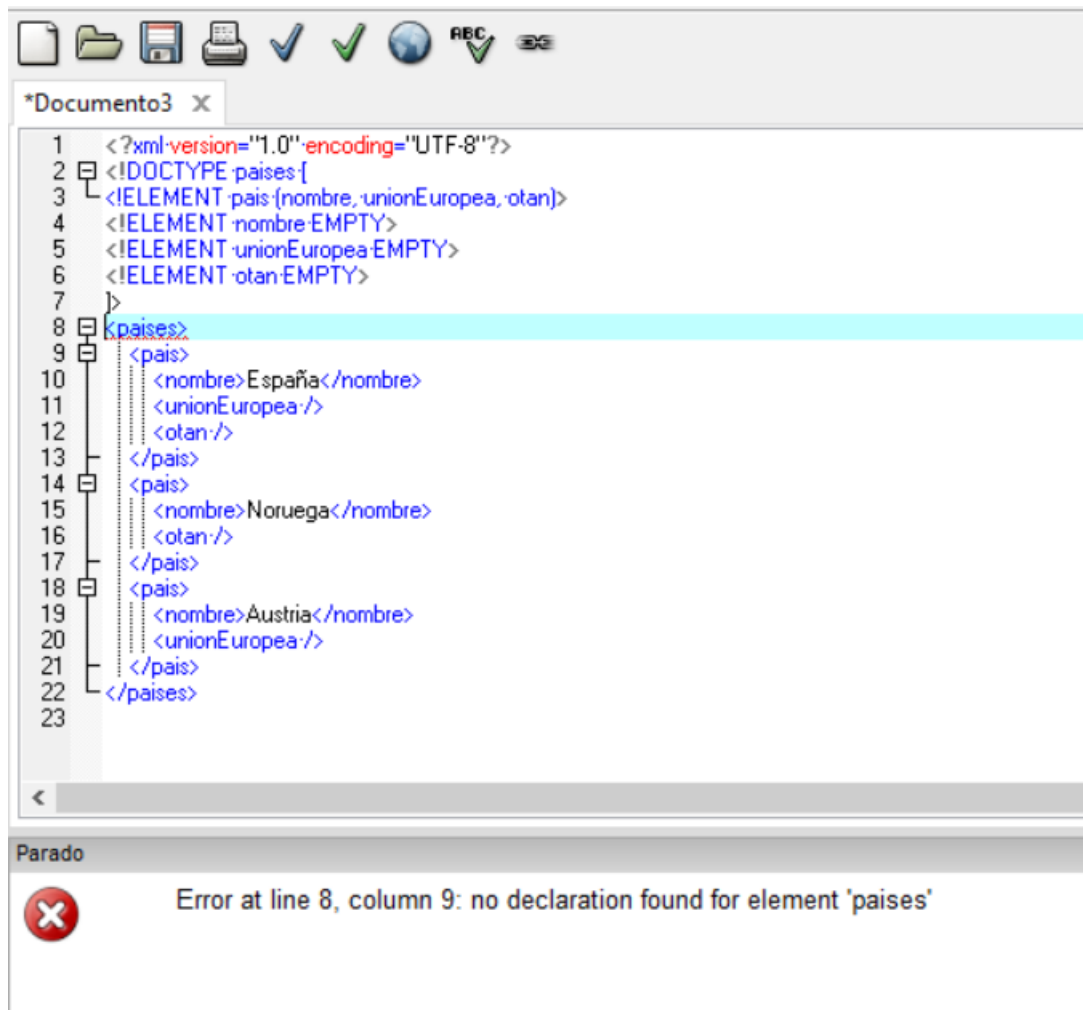 ABC
*Documento3 X
1 <?xml version="1.0" encoding="UTF-8"?>
2 <!DOCTYPE paises [
3 <!ELEMENT pais (nombre, unionEuropea, otan)>
4 <!ELEMENT nombre EMPTY>
5 <!ELEMENT unionEuropea EMPTY>
6 <!ELEMENT otan EMPTY>
7 ]>
8 <paises>
9 <pais>
10 <nombre>España</nombre>
11 <unionEuropea />
12 <otan />
13 </pais>
14 <pais>
15 <nombre>Noruega</nombre>
16 <otan />
17 </pais>
18 <pais>
19 <nombre>Austria</nombre>
20 <unionEuropea />
21 </pais>
22 </paises>
23
Parado
Error at line 8, column 9: no declaration found for element 'paises'